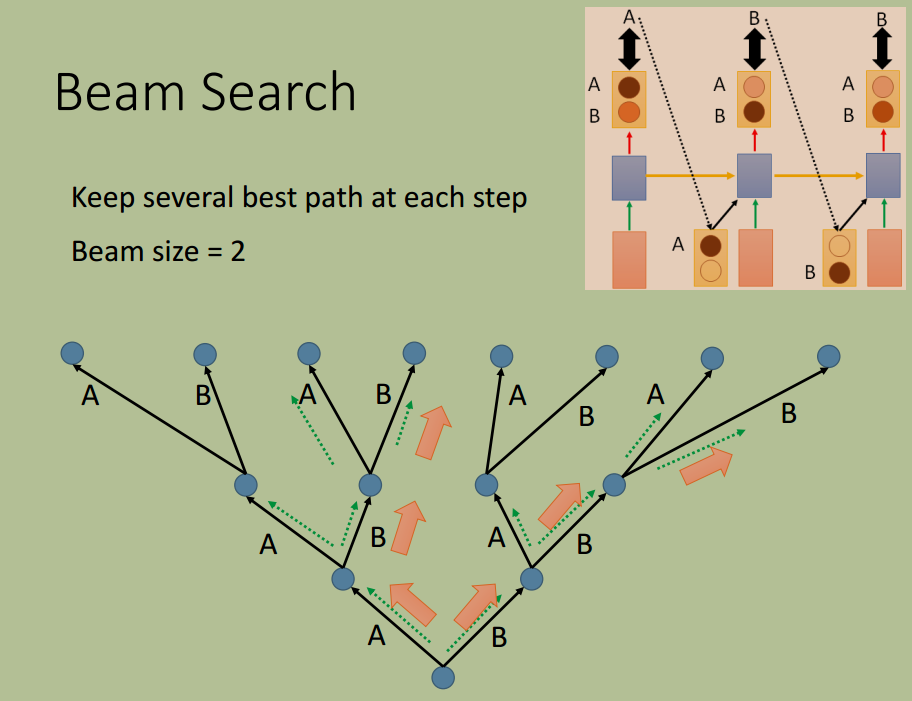 Beam Search
Keep several best path at each step
Beam size = 2
A B B
A A A
B B B
A
B
A B A B A B A B
A B A B
A B